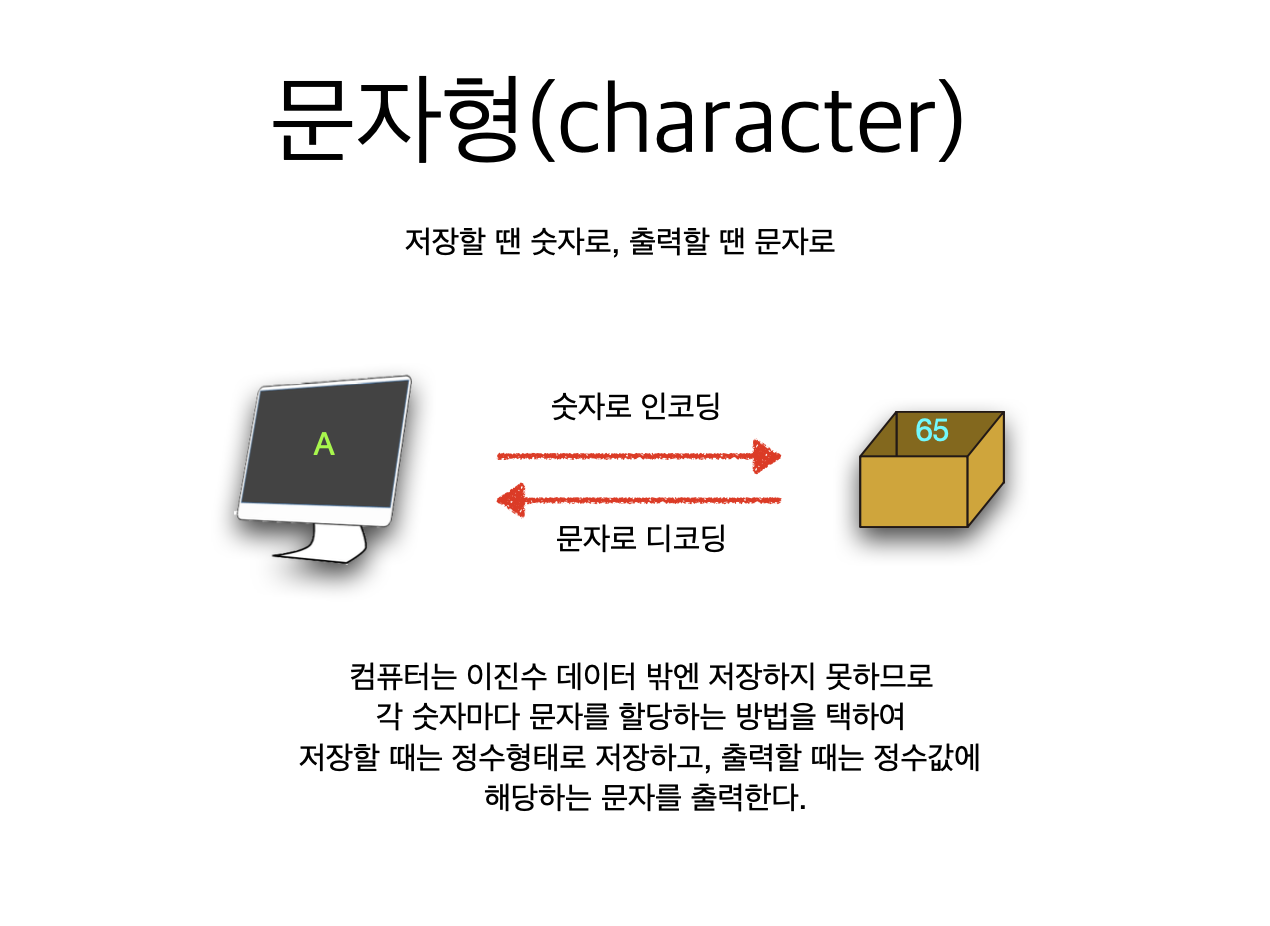 문자형(character)
저장할 땐 숫자로, 출력할 땐 문자로
숫자로 인코딩
A
65
문자로 디코딩
컴퓨터는 이진수 데이터 밖엔 저장하지 못하므로
각 숫자마다 문자를 할당하는 방법을 택하여
저장할 때는 정수형태로 저장하고, 출력할 때는 정수값에
해당하는 문자를 출력한다.